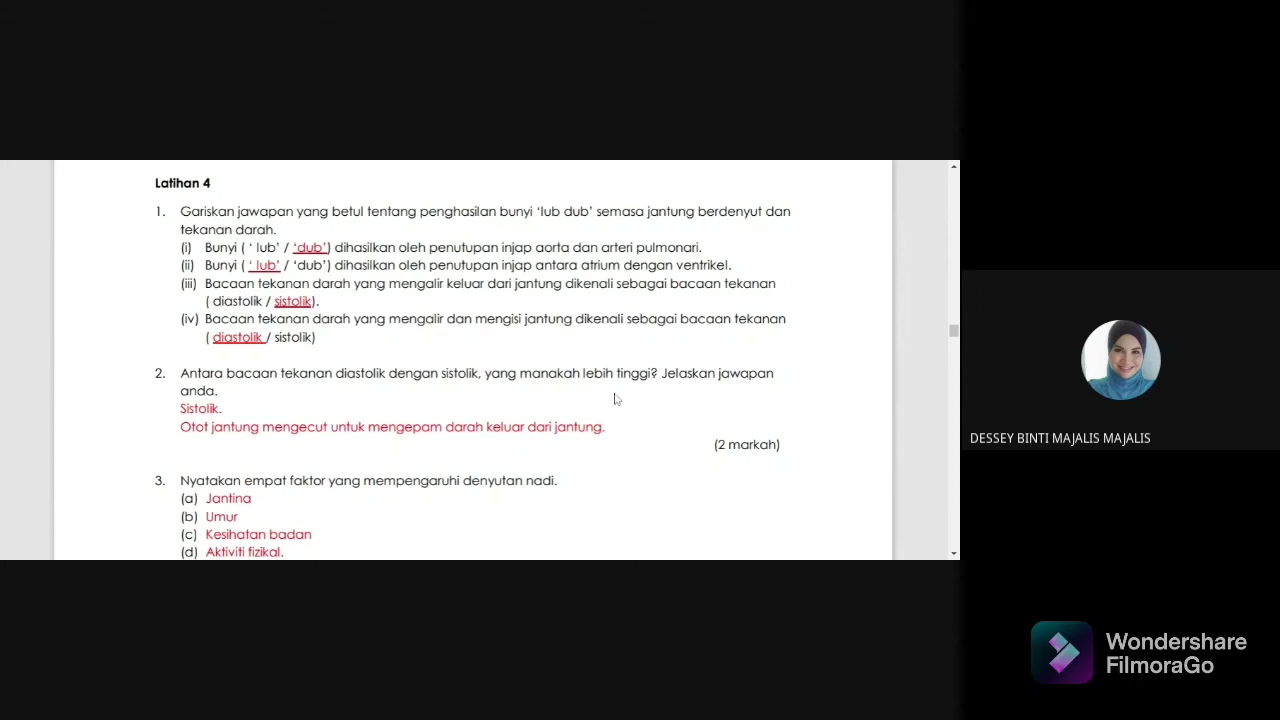 Latihan 4
1. Gariskan jawapan yang betul tentang penghasilan bunyi ‘lub dub’ semasa jantung berdenyut dan
tekanan darah.
(i) Bunyi ( ‘ lub’ / ‘dub’) dihasilkan oleh penutupan injap aorta dan arteri pulmonari.
(ii) Bunyi ( ‘ lub’ / ‘dub’) dihasilkan oleh penutupan injap antara atrium dengan ventrikel.
(iii) Bacaan tekanan darah yang mengalir keluar dari jantung dikenali sebagai bacaan tekanan
( diastolik / sistolik).
(iv) Bacaan tekanan darah yang mengalir dan mengisi jantung dikenali sebagai bacaan tekanan
( diastolik / sistolik)
2. Antara bacaan tekanan diastolik dengan sistolik, yang manakah lebih tinggi? Jelaskan jawapan
anda.
Sistolik.
Otot jantung mengecut untuk mengepam darah keluar dari jantung.
(2 markah)
3. Nyatakan empat faktor yang mempengaruhi denyutan nadi.
(a) Jantina
(b) Umur
(c) Kesihatan badan
(d) Aktiviti fizikal.
DESSEY BINTI MAJALIS MAJALIS
Wondershare
FilmoraGo